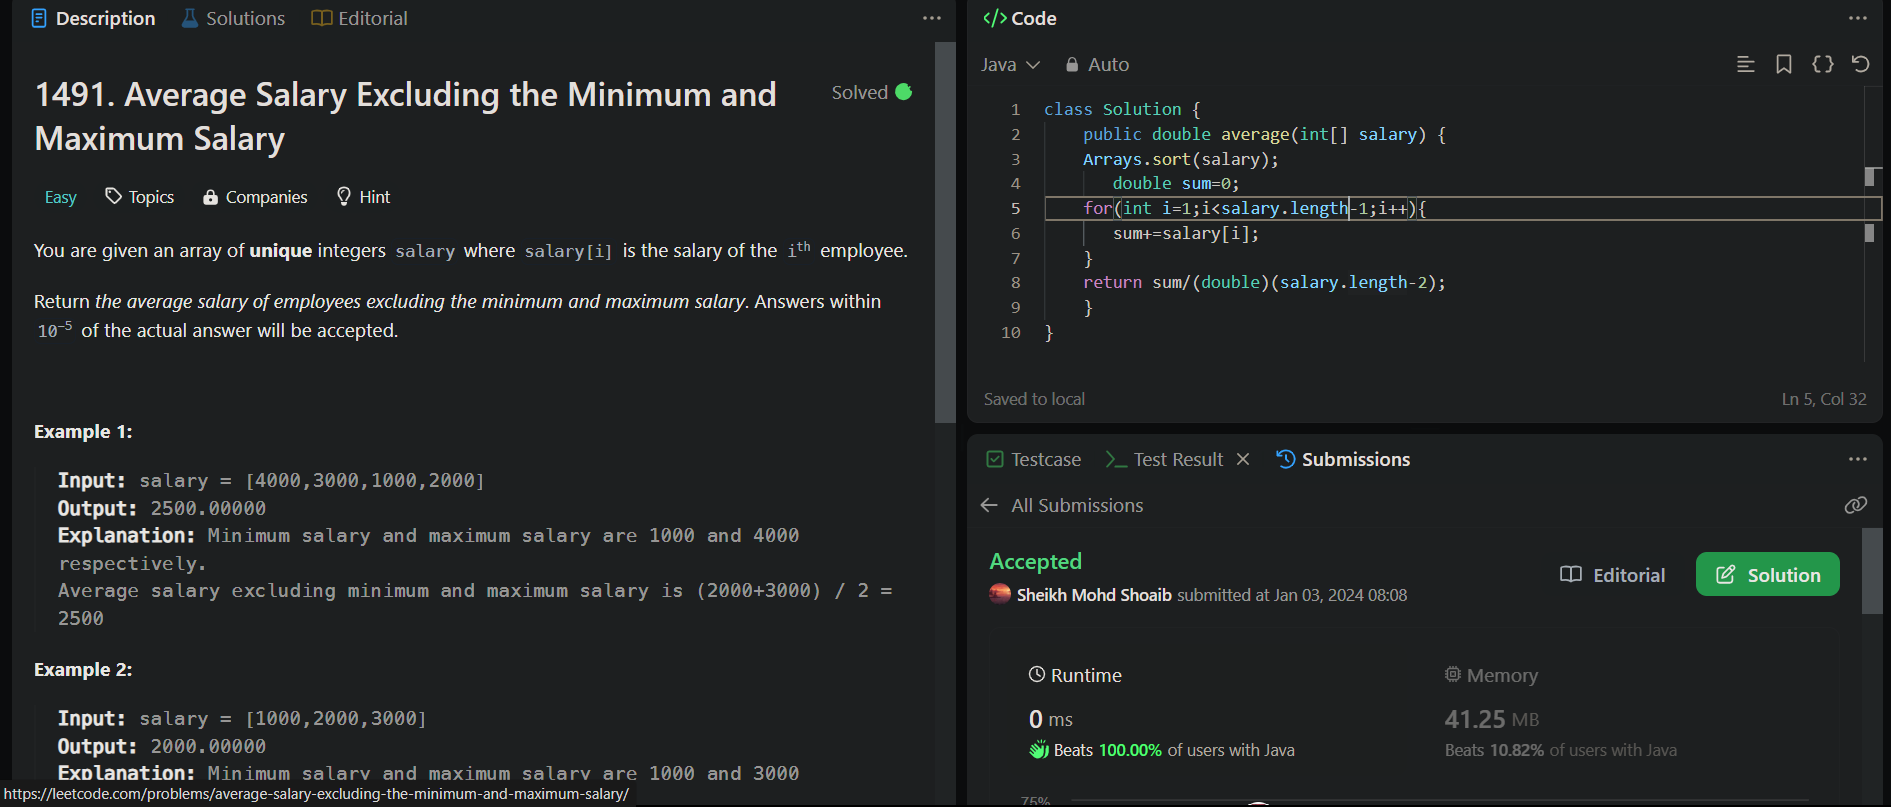 Description Solutions Editorial
1491. Average Salary Excluding the Minimum and
Maximum Salary
Solved
Easy Topics Companies Hint
You are given an array of unique integers salary where salary[i] is the salary of the ith employee.
Return the average salary of employees excluding the minimum and maximum salary. Answers within
10−5 of the actual answer will be accepted.
Example 1:
Input: salary = [4000,3000,1000,2000]
Output: 2500.00000
Explanation: Minimum salary and maximum salary are 1000 and 4000
respectively.
Average salary excluding minimum and maximum salary is (2000+3000) / 2 =
2500
Example 2:
Input: salary = [1000,2000,3000]
Output: 2000.00000
Explanation: Minimum salary and maximum salary are 1000 and 3000
https://leetcode.com/problems/average-salary-excluding-the-minimum-and-maximum-salary/
</> Code
Java Auto
1 class Solution {
2 public double average(int[] salary) {
3 Arrays.sort(salary);
4 double sum=0;
5 for(int i=1;i<salary.length-1;i++){
6 sum+=salary[i];
7 }
8 return sum/(double)(salary.length-2);
9 }
10 }
Saved to local
Ln 5, Col 32
Testcase Test Result Submissions
All Submissions
Accepted
Sheikh Mohd Shoaib submitted at Jan 03, 2024 08:08
Editorial Solution
Runtime
0 ms
Beats 100.00% of users with Java
Memory
41.25 MB
Beats 10.82% of users with Java
75%